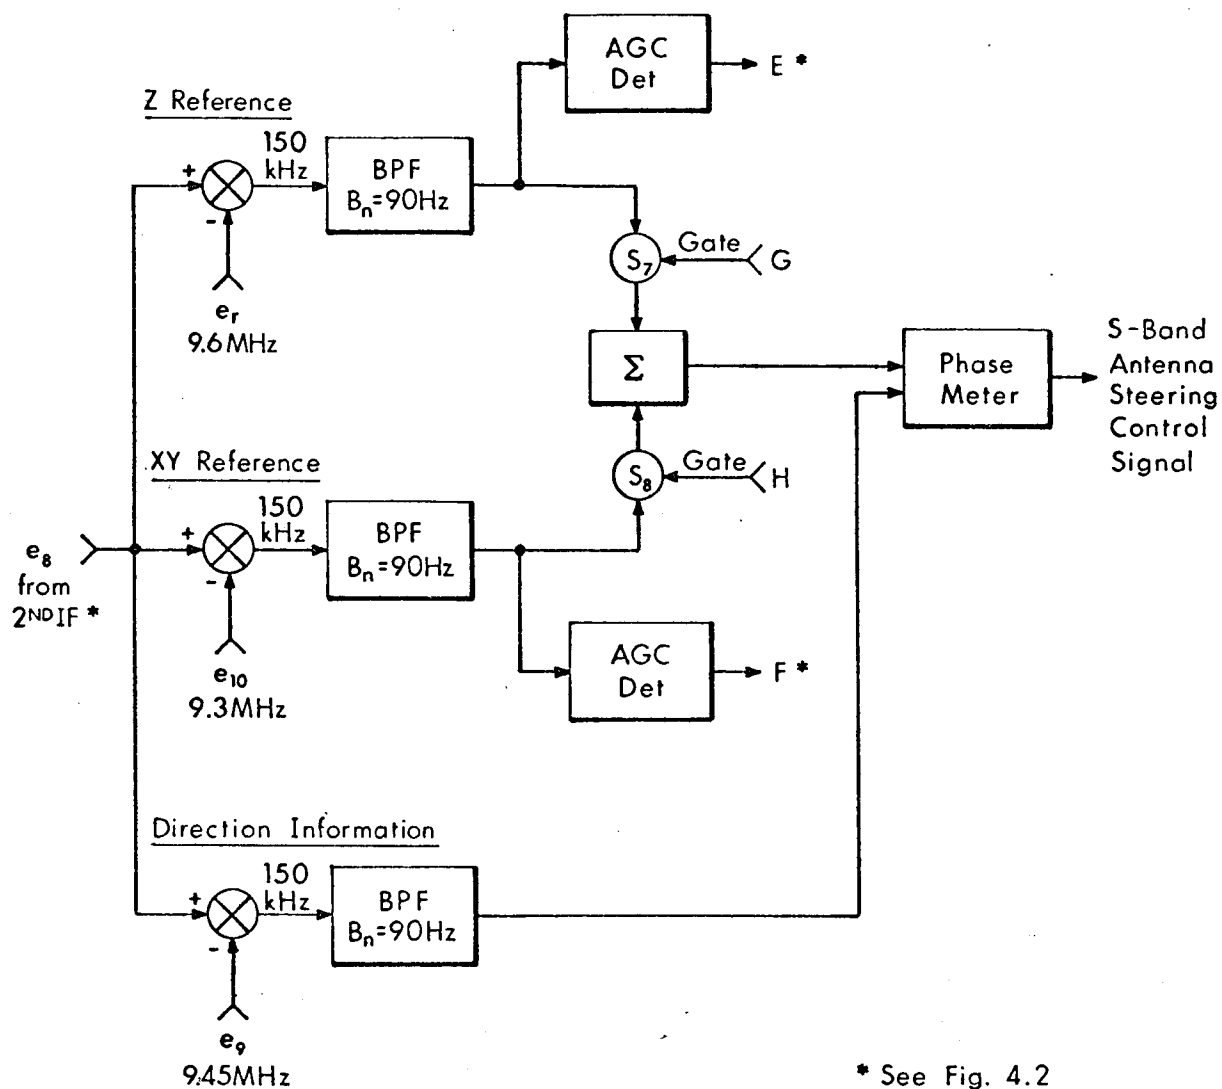 AGC
Det
E *
Z Reference
150
kHz
+
-
BPF
Bₙ=90Hz
eᵣ
9.6MHz
S₇
Gate
G
Σ
Phase
Meter
S-Band
Antenna
Steering
Control
Signal
XY Reference
150
kHz
+
-
BPF
Bₙ=90Hz
S₈
Gate
H
e₈
from
2ND IF *
e₁₀
9.3MHz
AGC
Det
F *
Direction Information
150
kHz
+
-
BPF
Bₙ=90Hz
e₉
9.45MHz
* See Fig. 4.2